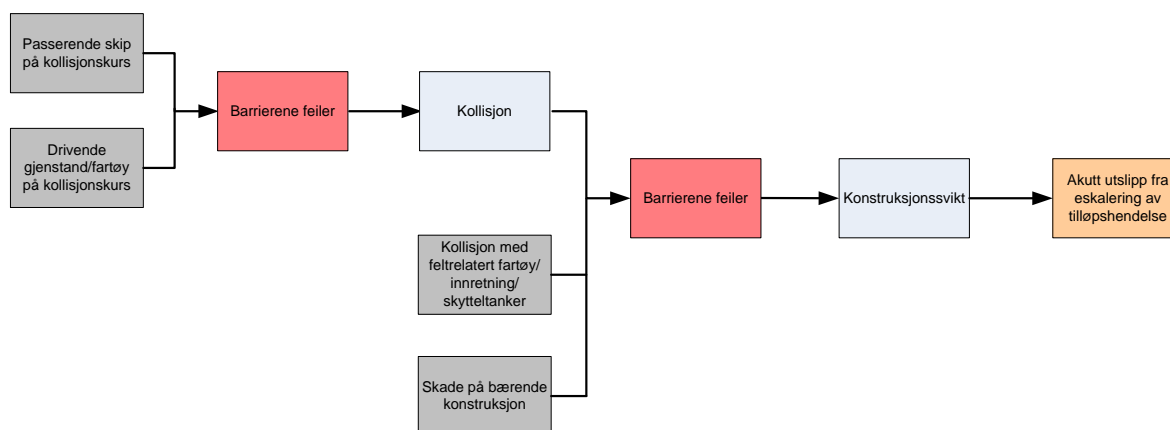 Passerende skip
på kollisjonskurs
Drivende
gjenstand/fartøy
på kollisjonskurs
Barrierene feiler
Kollisjon
Kollisjon med
feltrelatert fartøy/
innretning/
skytteltanker
Skade på bærende
konstruksjon
Barrierene feiler
Konstruksjonssvikt
Akutt utslipp fra
eskalering av
tilløpshendelse